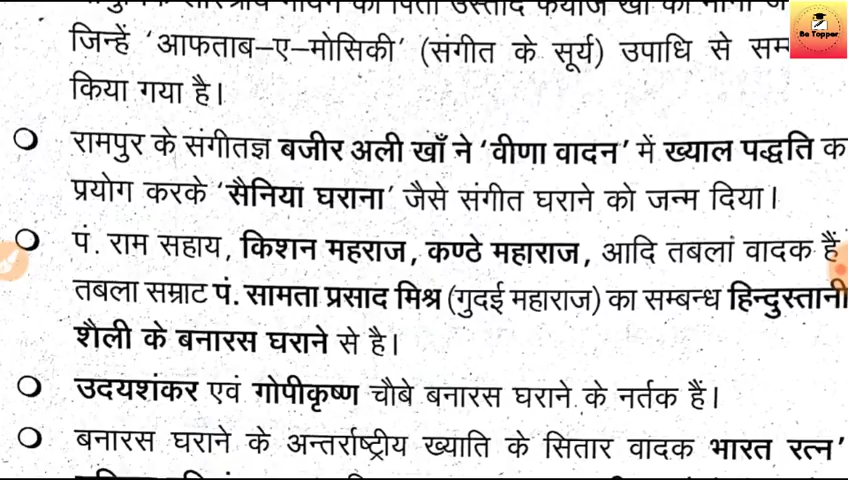 उस्ताद फैयाज खाँ को माना
जिन्हें ‘आफताब–ए–मोसिकी’ (संगीत के सूर्य) उपाधि से सम
Be Topper
किया गया है।
रामपुर के संगीतज्ञ बजीर अली खाँ ने ‘वीणा वादन’ में ख्याल पद्धति क
प्रयोग करके ‘सैनिया घराना’ जैसे संगीत घराने को जन्म दिया।
पं. राम सहाय, किशन महराज, कण्ठे महाराज, आदि तबलां वादक हैं
तबला सम्राट पं. सामता प्रसाद मिश्र (गुदई महाराज) का सम्बन्ध हिन्दुस्तानी
शैली के बनारस घराने से है।
उदयशंकर एवं गोपीकृष्ण चौबे बनारस घराने के नर्तक हैं।
बनारस घराने के अन्तर्राष्ट्रीय ख्याति के सितार वादक भारत रत्न’